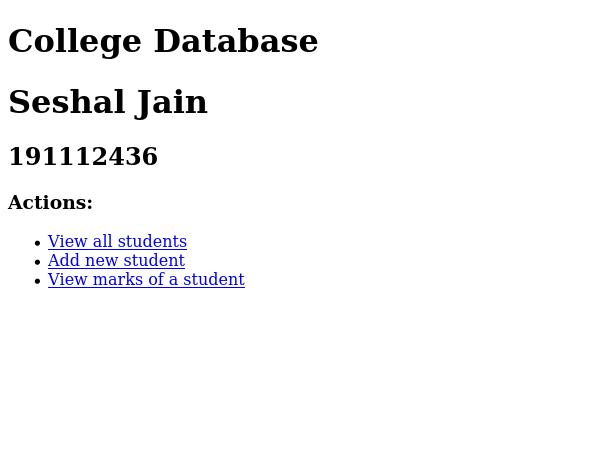 College Database
Seshal Jain
191112436
Actions:
View all students
Add new student
View marks of a student